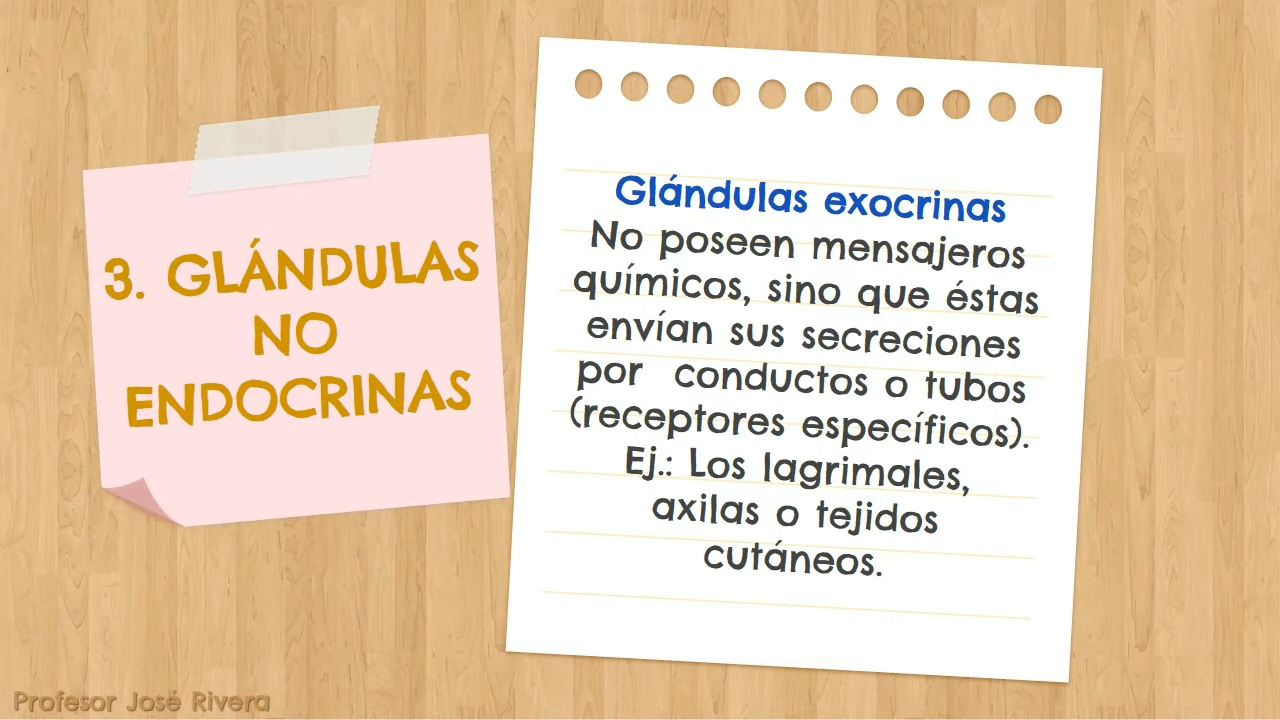 3. GLÁNDULAS
NO
ENDOCRINAS
Glándulas exocrinas
No poseen mensajeros
químicos, sino que éstas
envían sus secreciones
por conductos o tubos
(receptores específicos).
Ej.: Los lagrimales,
axilas o tejidos
cutáneos.
Profesor José Rivera